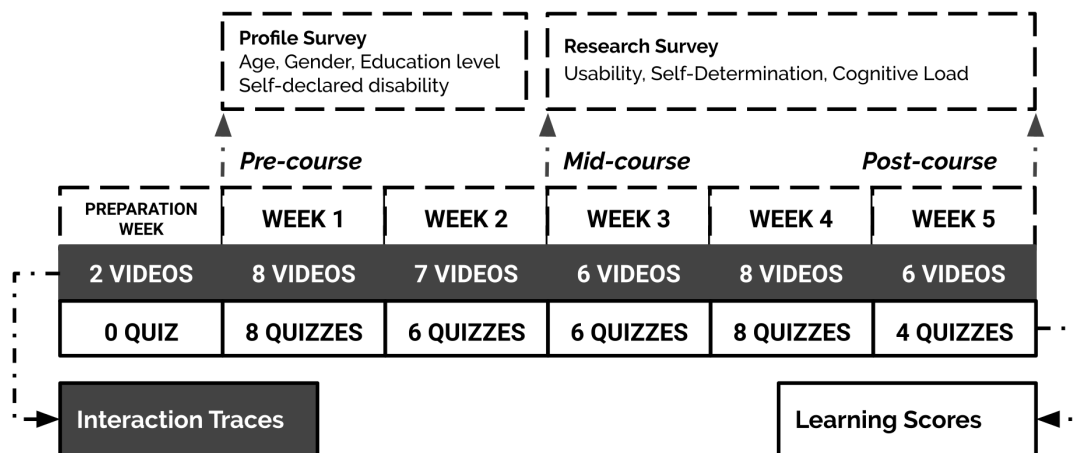 Profile Survey
Age, Gender, Education level
Self-declared disability
Research Survey
Usability, Self-Determination, Cognitive Load
Pre-course
Mid-course
Post-course
PREPARATION
WEEK
WEEK 1
WEEK 2
WEEK 3
WEEK 4
WEEK 5
2 VIDEOS
8 VIDEOS
7 VIDEOS
6 VIDEOS
8 VIDEOS
6 VIDEOS
0 QUIZ
8 QUIZZES
6 QUIZZES
6 QUIZZES
8 QUIZZES
4 QUIZZES
Interaction Traces
Learning Scores